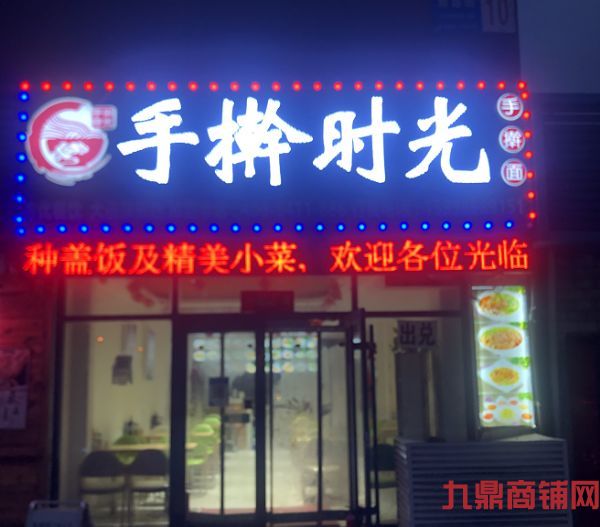 10
手擀时光
手
擀
面
种盖饭及精美小菜，欢迎各位光临
出兑
九鼎商铺网